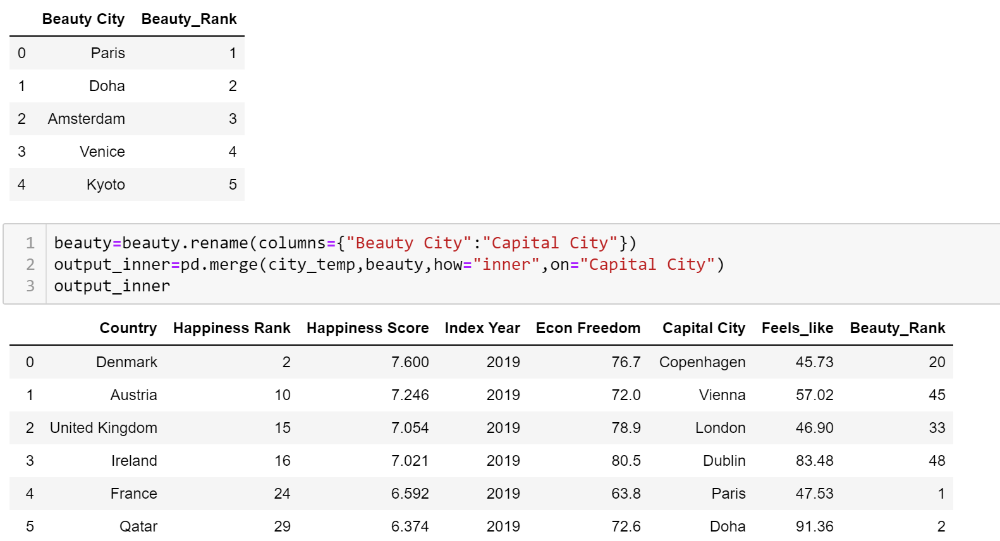 Beauty City Beauty_Rank
0 Paris 1
1 Doha 2
2 Amsterdam 3
3 Venice 4
4 Kyoto 5
1 beauty=beauty.rename(columns={"Beauty City":"Capital City"})
2 output_inner=pd.merge(city_temp,beauty,how="inner",on="Capital City")
3 output_inner
Country Happiness Rank Happiness Score Index Year Econ Freedom Capital City Feels_like Beauty_Rank
0 Denmark 2 7.600 2019 76.7 Copenhagen 45.73 20
1 Austria 10 7.246 2019 72.0 Vienna 57.02 45
2 United Kingdom 15 7.054 2019 78.9 London 46.90 33
3 Ireland 16 7.021 2019 80.5 Dublin 83.48 48
4 France 24 6.592 2019 63.8 Paris 47.53 1
5 Qatar 29 6.374 2019 72.6 Doha 91.36 2